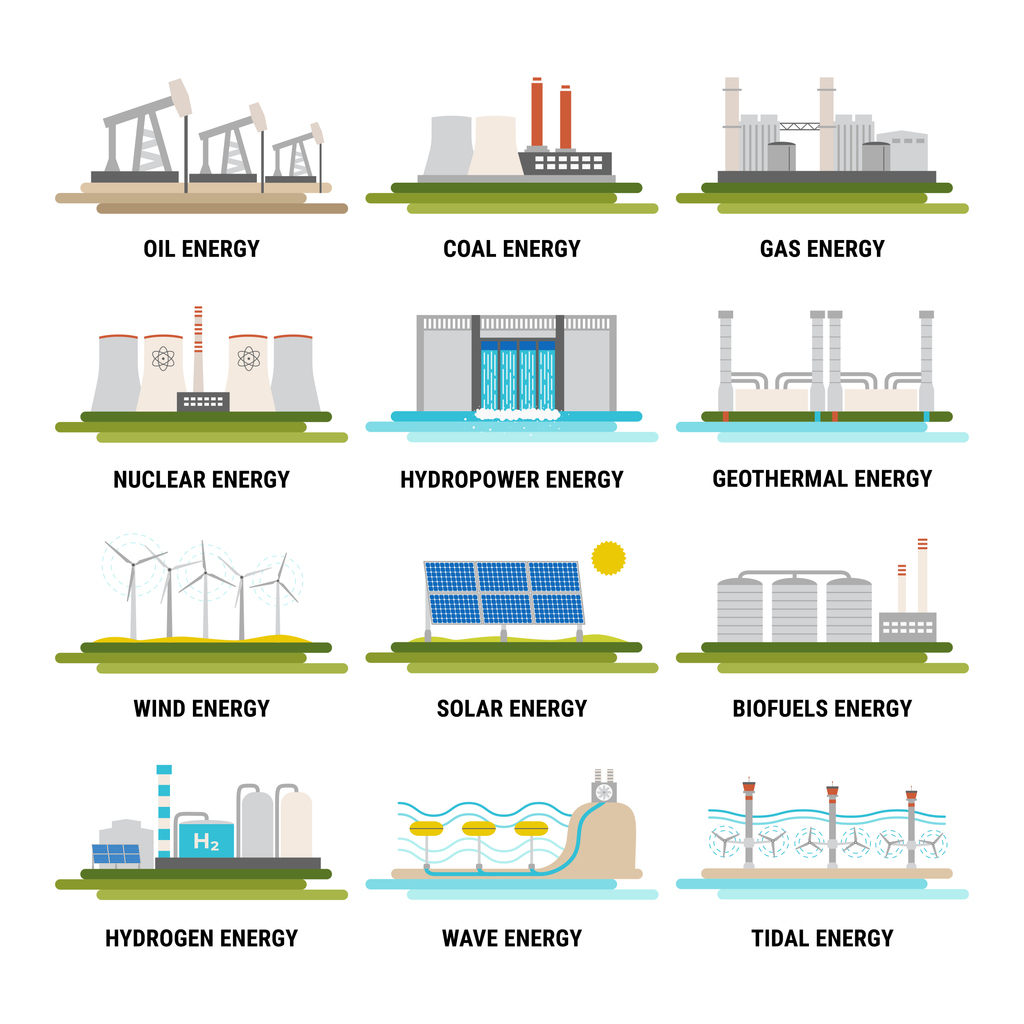 OIL ENERGY
COAL ENERGY
GAS ENERGY
NUCLEAR ENERGY
HYDROPOWER ENERGY
GEOTHERMAL ENERGY
WIND ENERGY
SOLAR ENERGY
BIOFUELS ENERGY
H₂
HYDROGEN ENERGY
WAVE ENERGY
TIDAL ENERGY